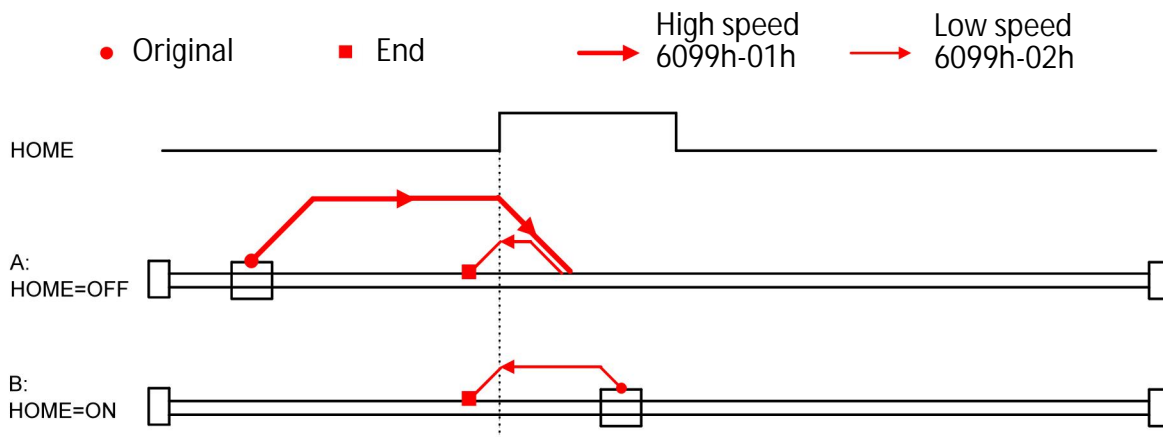 Original
End
High speed
6099h-01h
Low speed
6099h-02h
HOME
A:
HOME=OFF
B:
HOME=ON